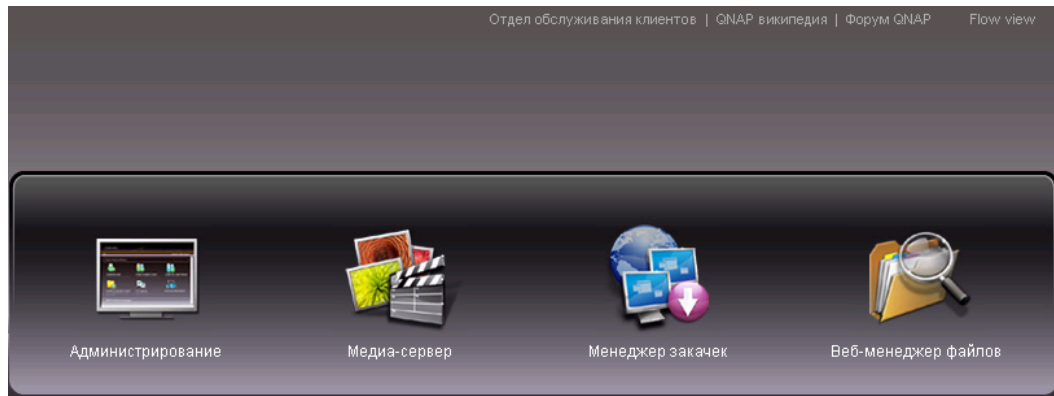 Отдел обслуживания клиентов | QNAP википедия | Форум QNAP Flow view
Администрирование Медиа-сервер Менеджер закачек Веб-менеджер файлов